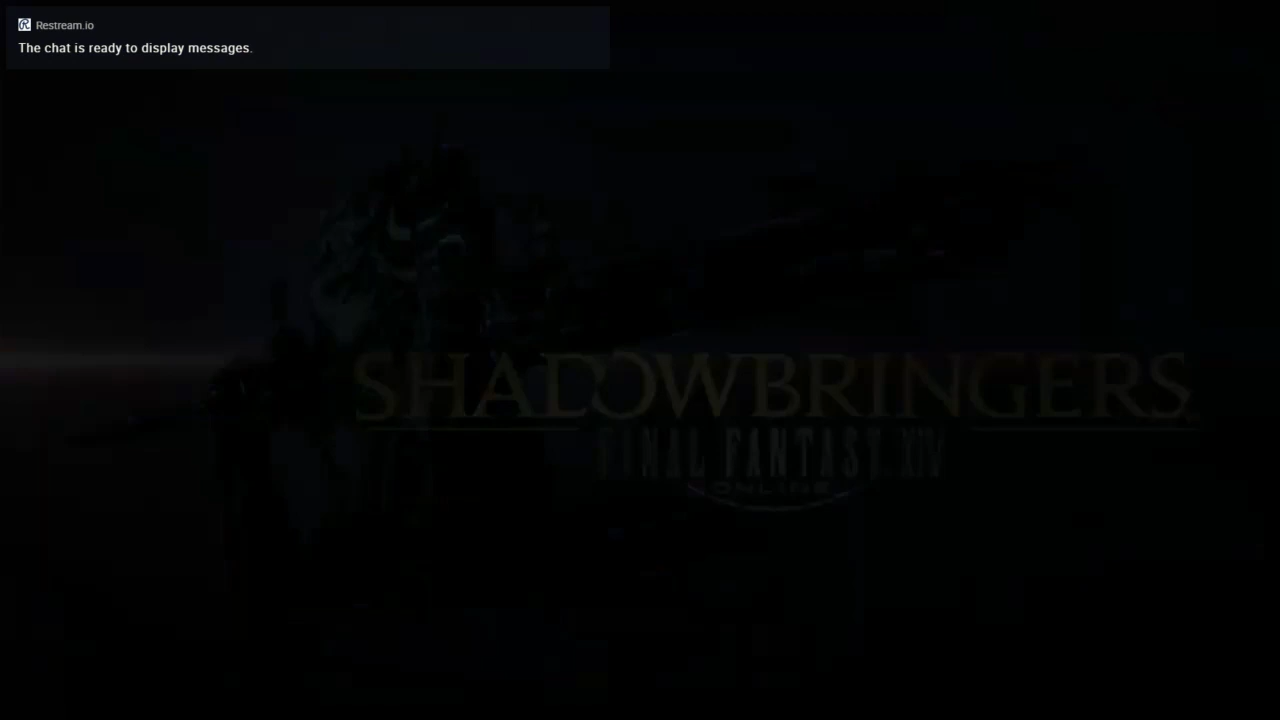 Restream.io
The chat is ready to display messages.
SHADOWBRINGERS
FINAL FANTASY XIV
ONLINE